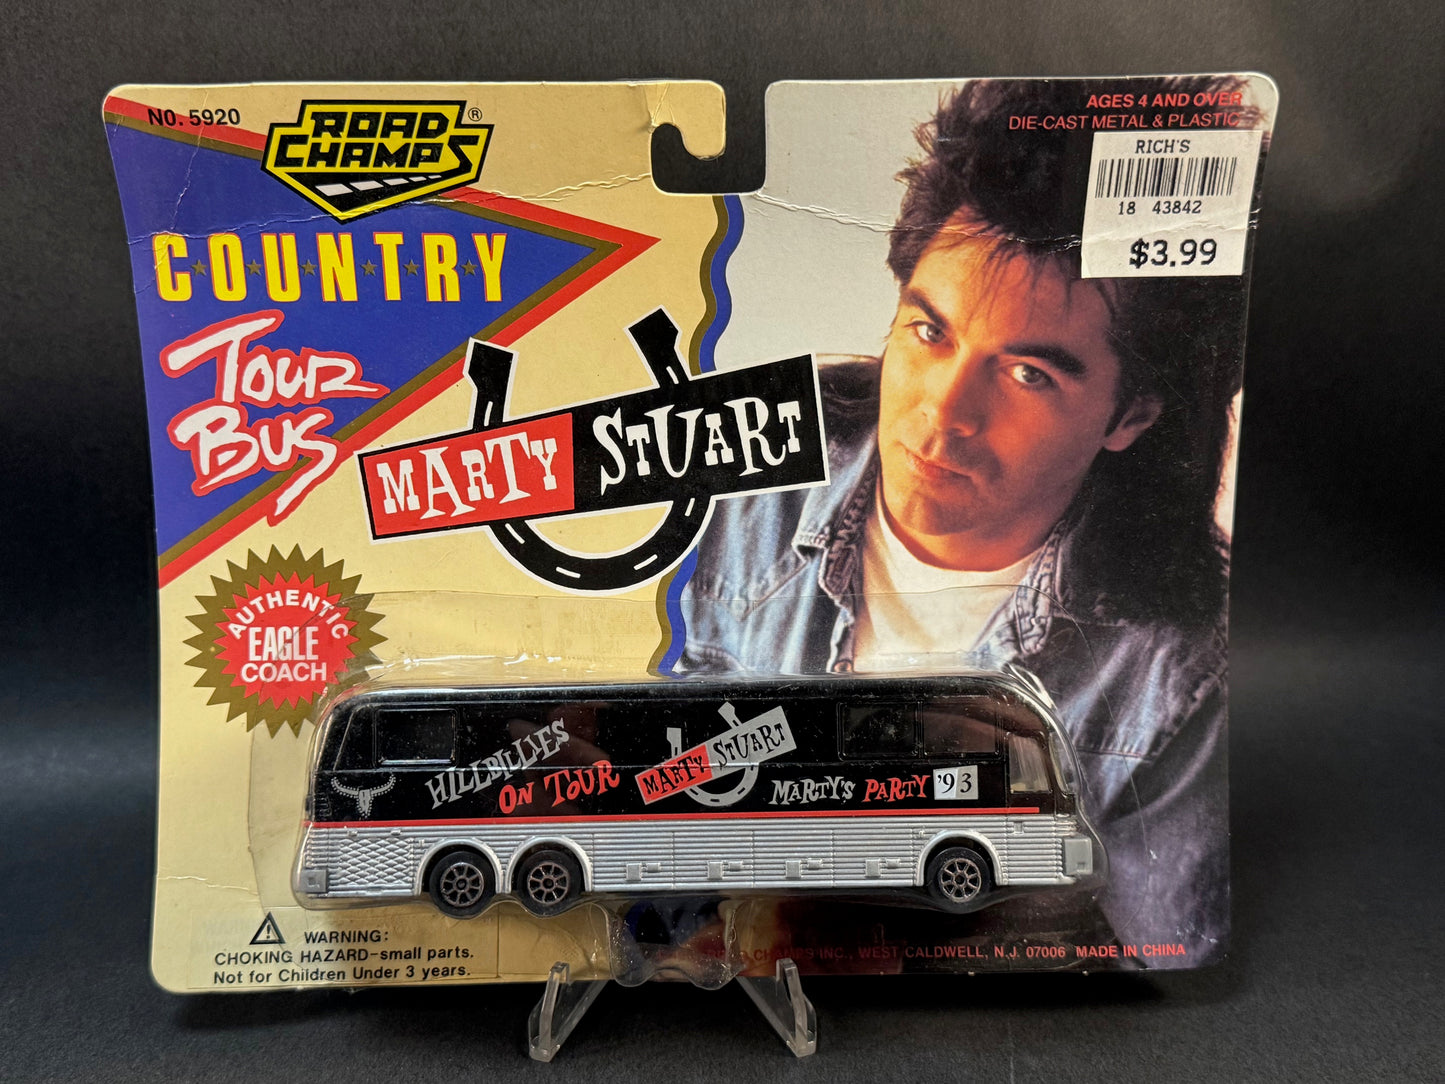 NO. 5920
ROAD CHAMPS ®
COUNTRY
TOUR
BUS
MARTY STUART
AGES 4 AND OVER
DIE-CAST METAL & PLASTIC
RICH'S
18 43842
$3.99
AUTHENTIC
EAGLE
COACH
HILLBILLIES
ON TOUR
MARTY STUART
MARTY'S PARTY '93
WARNING:
CHOKING HAZARD-small parts.
Not for Children Under 3 years.
CHAMPS INC., WEST CALDWELL, N.J. 07006 MADE IN CHINA